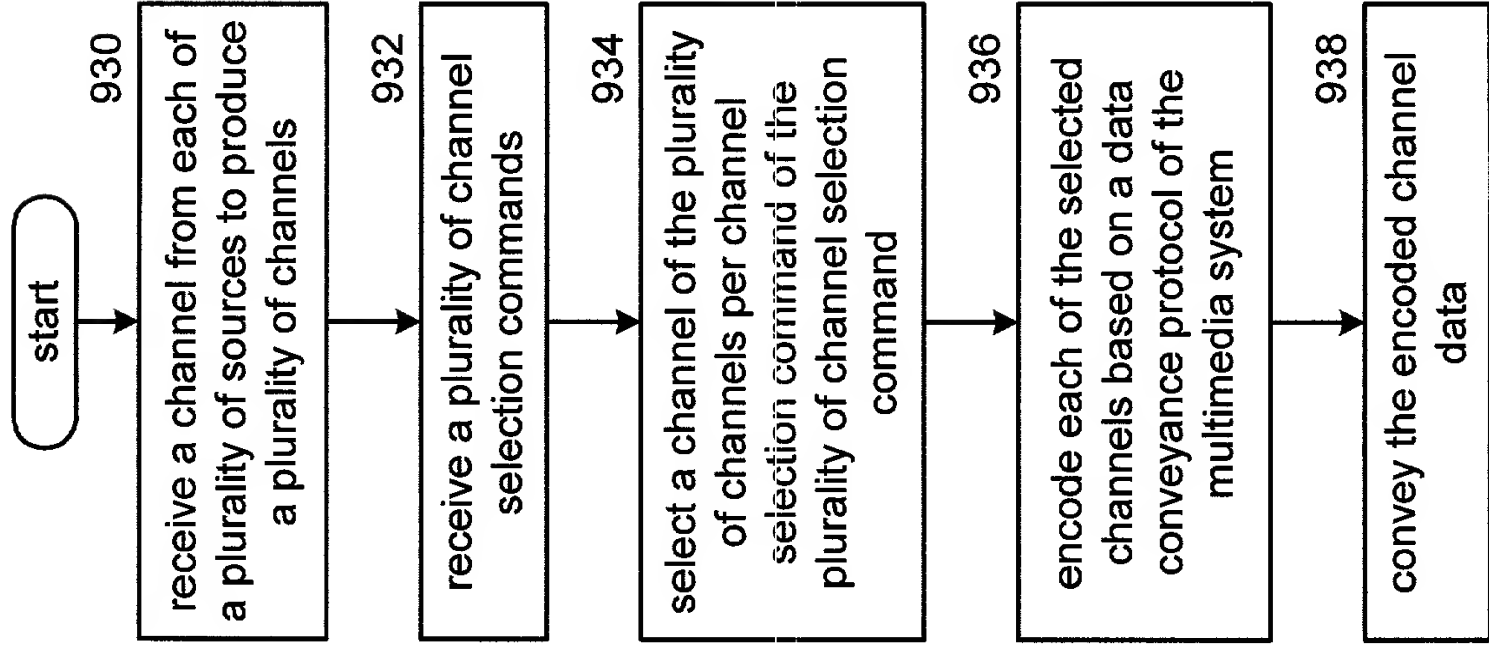 start
930
receive a channel from each of
a plurality of sources to produce
a plurality of channels
932
receive a plurality of channel
selection commands
934
select a channel of the plurality
of channels per channel
selection command of the
plurality of channel selection
command
936
encode each of the selected
channels based on a data
conveyance protocol of the
multimedia system
938
convey the encoded channel
data